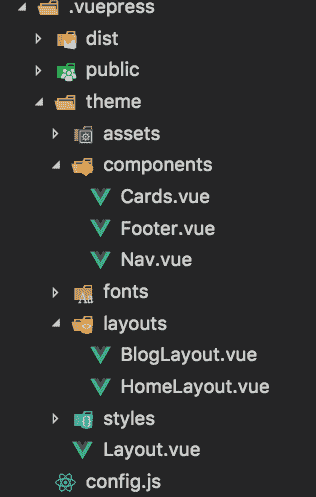 .vuepress
dist
public
theme
assets
components
Cards.vue
Footer.vue
Nav.vue
fonts
layouts
BlogLayout.vue
HomeLayout.vue
styles
Layout.vue
config.js